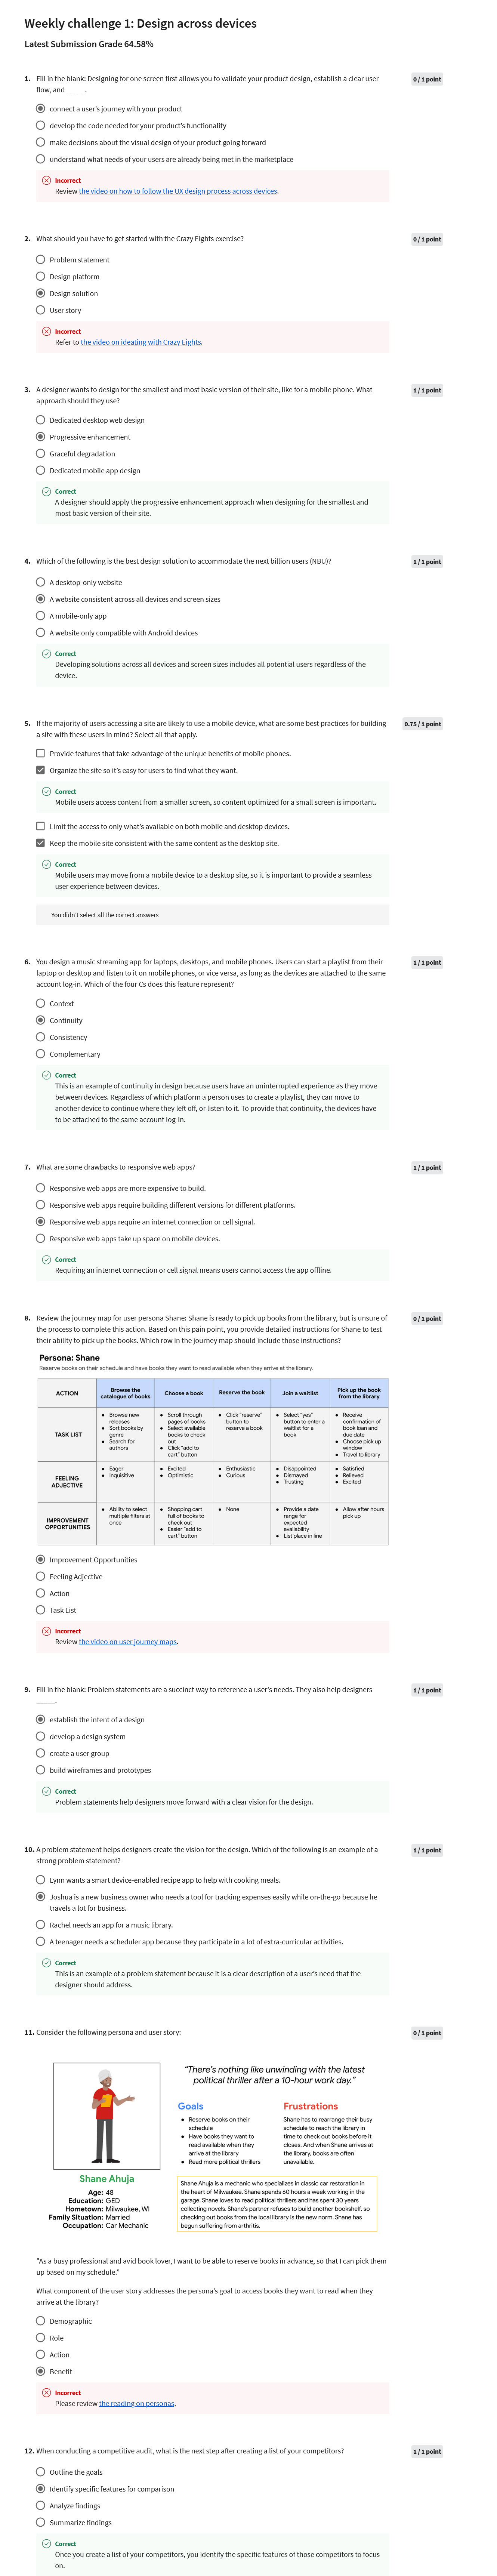 Weekly challenge 1: Design across devices
Latest Submission Grade 64.58%
1. Fill in the blank: Designing for one screen first allows you to validate your product design, establish a clear user
flow, and _____.
0 / 1 point
connect a user's journey with your product
develop the code needed for your product's functionality
make decisions about the visual design of your product going forward
understand what needs of your users are already being met in the marketplace
Incorrect
Review the video on how to follow the UX design process across devices.
2. What should you have to get started with the Crazy Eights exercise?
0 / 1 point
Problem statement
Design platform
Design solution
User story
Incorrect
Refer to the video on ideating with Crazy Eights.
3. A designer wants to design for the smallest and most basic version of their site, like for a mobile phone. What
approach should they use?
1 / 1 point
Dedicated desktop web design
Progressive enhancement
Graceful degradation
Dedicated mobile app design
Correct
A designer should apply the progressive enhancement approach when designing for the smallest and
most basic version of their site.
4. Which of the following is the best design solution to accommodate the next billion users (NBU)?
1 / 1 point
A desktop-only website
A website consistent across all devices and screen sizes
A mobile-only app
A website only compatible with Android devices
Correct
Developing solutions across all devices and screen sizes includes all potential users regardless of the
device.
5. If the majority of users accessing a site are likely to use a mobile device, what are some best practices for building
a site with these users in mind? Select all that apply.
0.75 / 1 point
Provide features that take advantage of the unique benefits of mobile phones.
Organize the site so it's easy for users to find what they want.
Correct
Mobile users access content from a smaller screen, so content optimized for a small screen is important.
Limit the access to only what's available on both mobile and desktop devices.
Keep the mobile site consistent with the same content as the desktop site.
Correct
Mobile users may move from a mobile device to a desktop site, so it is important to provide a seamless
user experience between devices.
You didn't select all the correct answers
6. You design a music streaming app for laptops, desktops, and mobile phones. Users can start a playlist from their
laptop or desktop and listen to it on mobile phones, or vice versa, as long as the devices are attached to the same
account log-in. Which of the four Cs does this feature represent?
1 / 1 point
Context
Continuity
Consistency
Complementary
Correct
This is an example of continuity in design because users have an uninterrupted experience as they move
between devices. Regardless of which platform a person uses to create a playlist, they can move to
another device to continue where they left off, or listen to it. To provide that continuity, the devices have
to be attached to the same account log-in.
7. What are some drawbacks to responsive web apps?
1 / 1 point
Responsive web apps are more expensive to build.
Responsive web apps require building different versions for different platforms.
Responsive web apps require an internet connection or cell signal.
Responsive web apps take up space on mobile devices.
Correct
Requiring an internet connection or cell signal means users cannot access the app offline.
8. Review the journey map for user persona Shane: Shane is ready to pick up books from the library, but is unsure of
the process to complete this action. Based on this pain point, you provide detailed instructions for Shane to test
their ability to pick up the books. Which row in the journey map should include those instructions?
0 / 1 point
Persona: Shane
Reserve books on their schedule and have books they want to read available when they arrive at the library.
ACTION
Browse the
catalogue of books
Choose a book
Reserve the book
Join a waitlist
Pick up the book
from the library
TASK LIST
• Browse new
releases
• Sort books by
genre
• Search for
authors
• Scroll through
pages of books
• Select available
books to check
out
• Click "add to
cart" button
• Click "reserve"
button to
reserve a book
• Select "yes"
button to enter a
waitlist for a
book
• Receive
confirmation of
book loan and
due date
• Choose pick up
window
• Travel to library
FEELING
ADJECTIVE
• Eager
• Inquisitive
• Excited
• Optimistic
• Enthusiastic
• Curious
• Disappointed
• Dismayed
• Trusting
• Satisfied
• Relieved
• Excited
IMPROVEMENT
OPPORTUNITIES
• Ability to select
multiple filters at
once
• Shopping cart
full of books to
check out
• Easier "add to
cart" button
• None
• Provide a date
range for
expected
availability
• List place in line
• Allow after hours
pick up
Improvement Opportunities
Feeling Adjective
Action
Task List
Incorrect
Review the video on user journey maps.
9. Fill in the blank: Problem statements are a succinct way to reference a user's needs. They also help designers
_____.
1 / 1 point
establish the intent of a design
develop a design system
create a user group
build wireframes and prototypes
Correct
Problem statements help designers move forward with a clear vision for the design.
10. A problem statement helps designers create the vision for the design. Which of the following is an example of a
strong problem statement?
1 / 1 point
Lynn wants a smart device-enabled recipe app to help with cooking meals.
Joshua is a new business owner who needs a tool for tracking expenses easily while on-the-go because he
travels a lot for business.
Rachel needs an app for a music library.
A teenager needs a scheduler app because they participate in a lot of extra-curricular activities.
Correct
This is an example of a problem statement because it is a clear description of a user's need that the
designer should address.
11. Consider the following persona and user story:
0 / 1 point
"There's nothing like unwinding with the latest
political thriller after a 10-hour work day."
Goals
• Reserve books on their
schedule
• Have books they want to
read available when they
arrive at the library
• Read more political thrillers
Frustrations
Shane has to rearrange their busy
schedule to reach the library in
time to check out books before it
closes. And when Shane arrives at
the library, books are often
unavailable.
Shane Ahuja
Age: 48
Education: GED
Hometown: Milwaukee, WI
Family Situation: Married
Occupation: Car Mechanic
Shane Ahuja is a mechanic who specializes in classic car restoration in
the heart of Milwaukee. Shane spends 60 hours a week working in the
garage. Shane loves to read political thrillers and has spent 30 years
collecting novels. Shane's partner refuses to build another bookshelf, so
checking out books from the local library is the new norm. Shane has
begun suffering from arthritis.
"As a busy professional and avid book lover, I want to be able to reserve books in advance, so that I can pick them
up based on my schedule."
What component of the user story addresses the persona's goal to access books they want to read when they
arrive at the library?
Demographic
Role
Action
Benefit
Incorrect
Please review the reading on personas.
12. When conducting a competitive audit, what is the next step after creating a list of your competitors?
1 / 1 point
Outline the goals
Identify specific features for comparison
Analyze findings
Summarize findings
Correct
Once you create a list of your competitors, you identify the specific features of those competitors to focus
on.